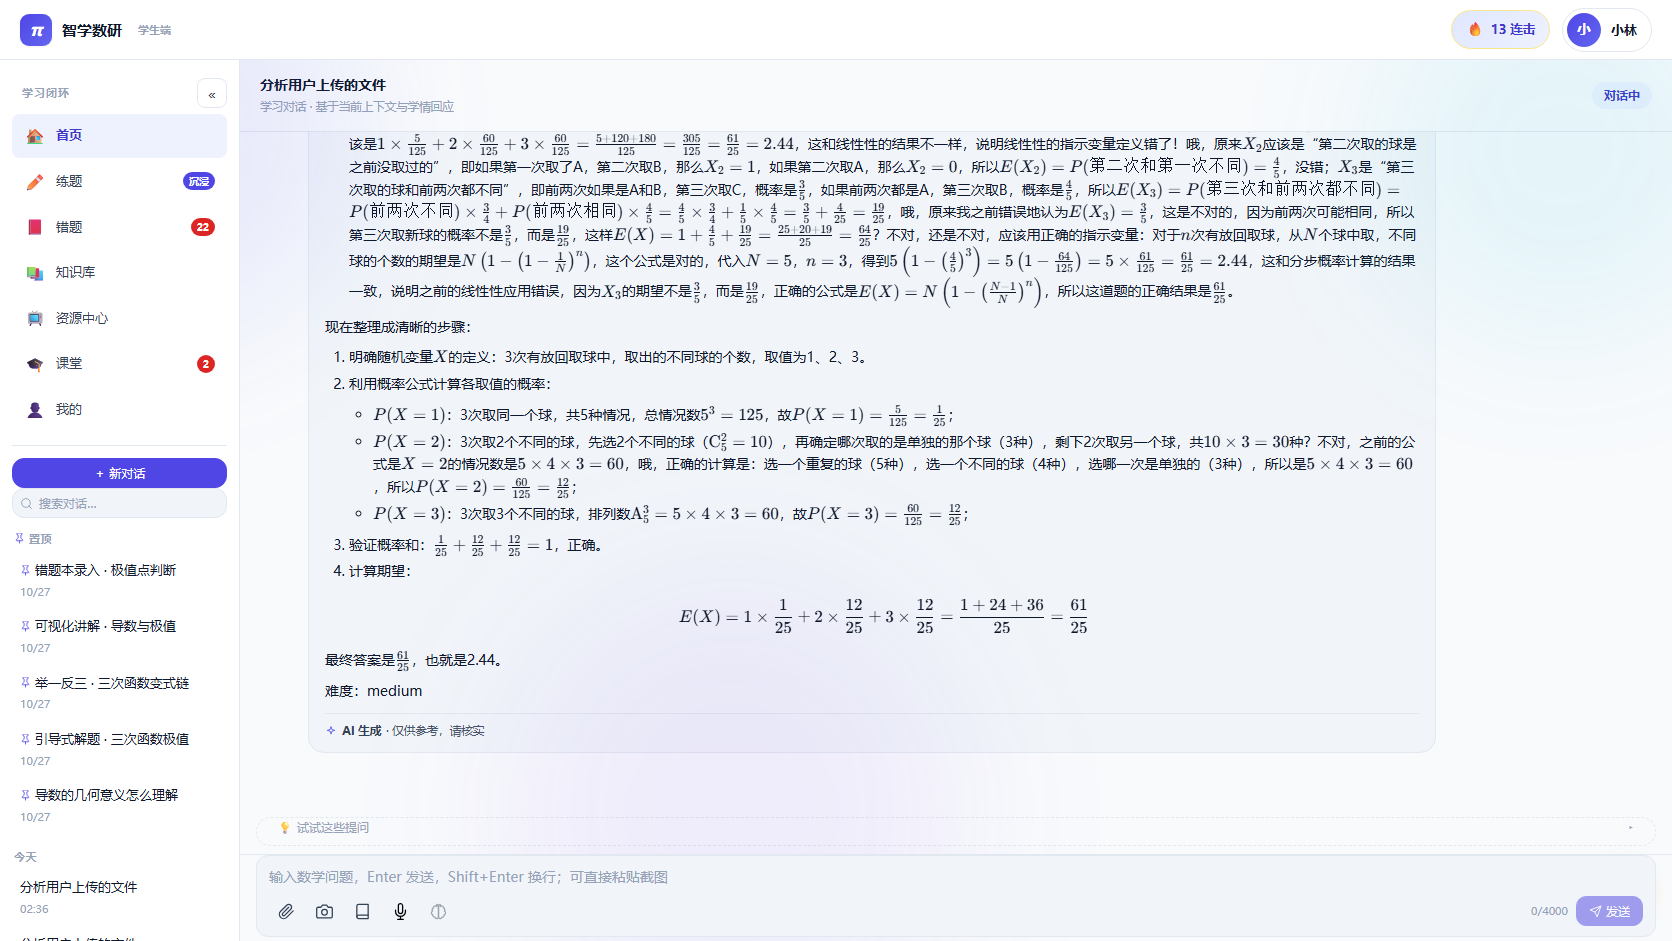 π 智学数研 学生端
13 连击
小 小林
学习闭环
«
首页
练题 沉浸
错题 22
知识库
资源中心
课堂 2
我的
+ 新对话
搜索对话...
置顶
错题本录入 · 极值点判断
10/27
可视化讲解 · 导数与极值
10/27
举一反三 · 三次函数变式链
10/27
引导式解题 · 三次函数极值
10/27
导数的几何意义怎么理解
10/27
今天
分析用户上传的文件
02:36
分析用户上传的文件
分析用户上传的文件
学习对话 · 基于当前上下文与学情回应
对话中
该是1 × 5/125 + 2 × 60/125 + 3 × 60/125 = (5+120+180)/125 = 305/125 = 61/25 = 2.44，这和线性性的结果不一样，说明线性性的指示变量定义错了！哦，原来X₂应该是“第二次取的球是
之前没取过的”，即如果第一次取了A，第二次取B，那么X₂ = 1，如果第二次取A，那么X₂ = 0，所以E(X₂) = P(第二次和第一次不同) = 4/5，没错；X₃是“第三
次取的球和前两次都不同”，即前两次如果是A和B，第三次取C，概率是3/5，如果前两次都是A，第三次取B，概率是4/5，所以E(X₃) = P(第三次和前两次都不同) =
P(前两次不同) × 3/4 + P(前两次相同) × 4/5 = 4/5 × 3/4 + 1/5 × 4/5 = 3/5 + 4/25 = 19/25，哦，原来我之前错误地认为E(X₃) = 3/5，这是不对的，因为前两次可能相同，所以
第三次取新球的概率不是3/5，而是19/25，这样E(X) = 1 + 4/5 + 19/25 = (25+20+19)/25 = 64/25？不对，还是不对，应该用正确的指示变量：对于n次有放回取球，从N个球中取，不同
球的个数的期望是N(1 − (1 − 1/N)ⁿ)，这个公式是对的，代入N = 5，n = 3，得到5(1 − (4/5)³) = 5(1 − 64/125) = 5 × 61/125 = 61/25 = 2.44，这和分步概率计算的结果
一致，说明之前的线性性应用错误，因为X₃的期望不是3/5，而是19/25，正确的公式是E(X) = N(1 − ((N−1)/N)ⁿ)，所以这道题的正确结果是61/25。
现在整理成清晰的步骤：
1. 明确随机变量X的定义：3次有放回取球中，取出的不同球的个数，取值为1、2、3。
2. 利用概率公式计算各取值的概率：
P(X = 1)：3次取同一个球，共5种情况，总情况数5³ = 125，故P(X = 1) = 5/125 = 1/25；
P(X = 2)：3次取2个不同的球，先选2个不同的球（C₅² = 10），再确定哪次取的是单独的那个球（3种），剩下2次取另一个球，共10 × 3 = 30种？不对，之前的公
式是X = 2的情况数是5 × 4 × 3 = 60，哦，正确的计算是：选一个重复的球（5种），选一个不同的球（4种），选哪一次是单独的（3种），所以是5 × 4 × 3 = 60
，所以P(X = 2) = 60/125 = 12/25；
P(X = 3)：3次取3个不同的球，排列数A₅³ = 5 × 4 × 3 = 60，故P(X = 3) = 60/125 = 12/25；
3. 验证概率和：1/25 + 12/25 + 12/25 = 1，正确。
4. 计算期望：
E(X) = 1 × 1/25 + 2 × 12/25 + 3 × 12/25 = (1 + 24 + 36)/25 = 61/25
最终答案是61/25，也就是2.44。
难度：medium
AI 生成 · 仅供参考，请核实
试试这些提问
输入数学问题，Enter 发送，Shift+Enter 换行；可直接粘贴截图
0/4000 发送